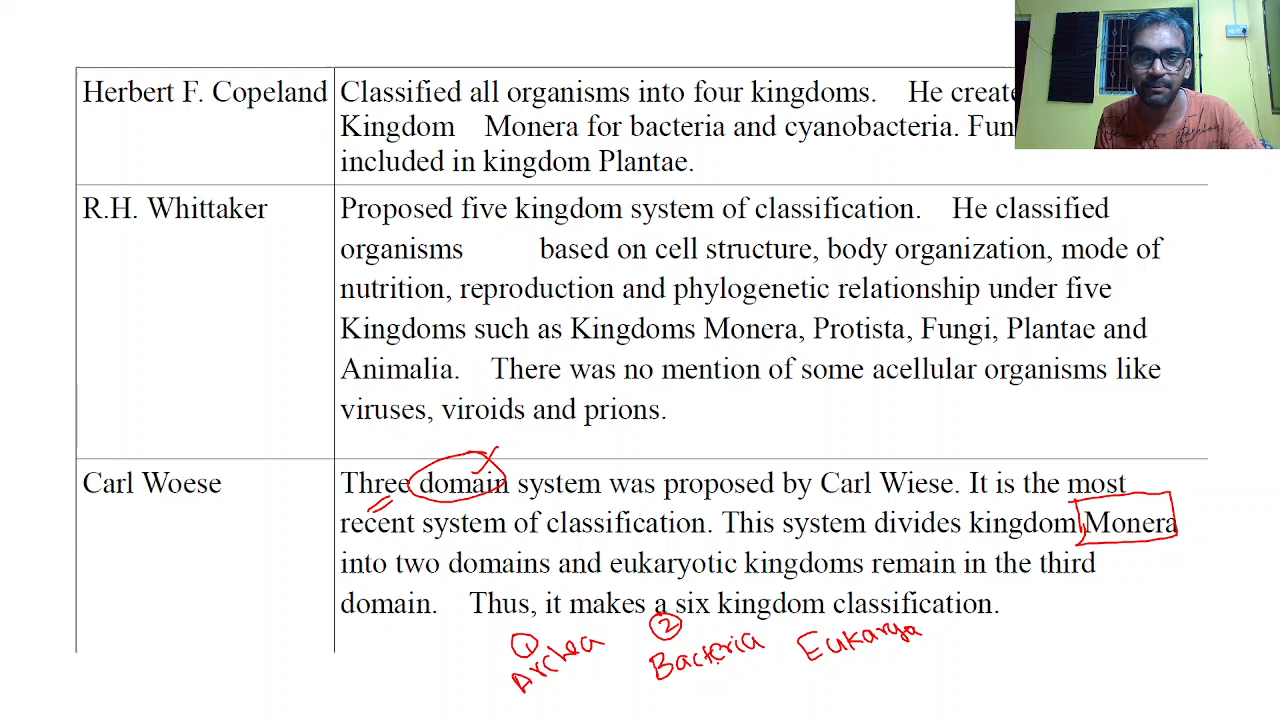 Herbert F. Copeland
Classified all organisms into four kingdoms. He create
Kingdom Monera for bacteria and cyanobacteria. Fun
included in kingdom Plantae.
R.H. Whittaker
Proposed five kingdom system of classification. He classified
organisms based on cell structure, body organization, mode of
nutrition, reproduction and phylogenetic relationship under five
Kingdoms such as Kingdoms Monera, Protista, Fungi, Plantae and
Animalia. There was no mention of some acellular organisms like
viruses, viroids and prions.
Carl Woese
Three domain system was proposed by Carl Wiese. It is the most
recent system of classification. This system divides kingdom Monera
into two domains and eukaryotic kingdoms remain in the third
domain. Thus, it makes a six kingdom classification.
1 2
Archea Bacteria Eukarya